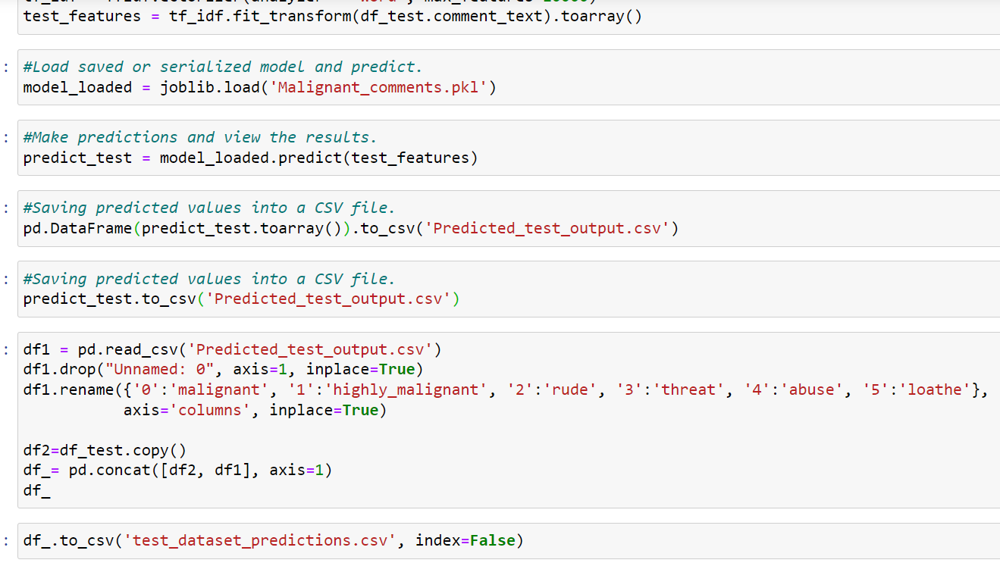 test_features = tf_idf.fit_transform(df_test.comment_text).toarray()
: #Load saved or serialized model and predict.
model_loaded = joblib.load('Malignant_comments.pkl')
: #Make predictions and view the results.
predict_test = model_loaded.predict(test_features)
: #Saving predicted values into a CSV file.
pd.DataFrame(predict_test.toarray()).to_csv('Predicted_test_output.csv')
: #Saving predicted values into a CSV file.
predict_test.to_csv('Predicted_test_output.csv')
: df1 = pd.read_csv('Predicted_test_output.csv')
df1.drop("Unnamed: 0", axis=1, inplace=True)
df1.rename({'0':'malignant', '1':'highly_malignant', '2':'rude', '3':'threat', '4':'abuse', '5':'loathe'},
axis='columns', inplace=True)
df2=df_test.copy()
df_= pd.concat([df2, df1], axis=1)
df_
: df_.to_csv('test_dataset_predictions.csv', index=False)